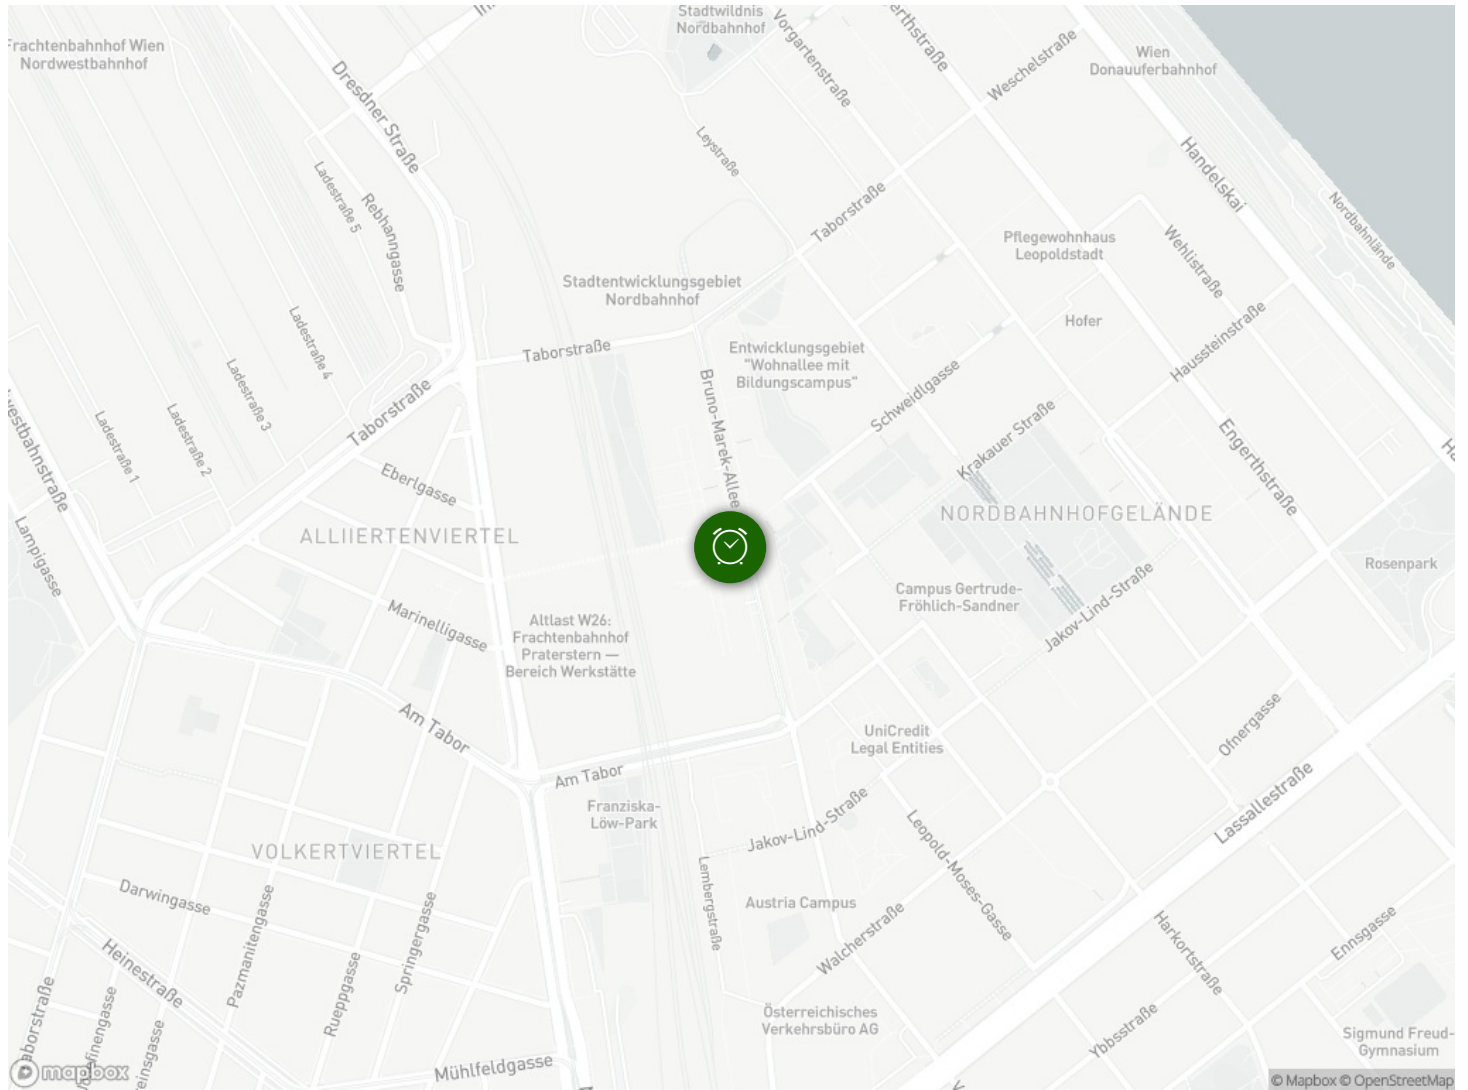 Stadtwildnis
Nordbahnhof
Frachtenbahnhof Wien
Nordwestbahnhof
Dresdner Straße
Vorgartenstraße
Weschelstraße
Wien
Donauuferbahnhof
Leystraße
Handelskai
Ladestraße 5
Rebhanngasse
Taborstraße
Nordbahnlände
Pflegewohnhaus
Leopoldstadt
Wehlistraße
Stadtentwicklungsgebiet
Nordbahnhof
Ladestraße 4
Hofer
Haussteinstraße
Taborstraße
Entwicklungsgebiet
"Wohnallee mit
Bildungscampus"
Ladestraße 3
Taborstraße
Bruno-Marek-Allee
Schweidlgasse
Ladestraße 1
Ladestraße 2
Krakauer Straße
Engerthstraße
Eberlgasse
NORDBAHNHOFGELÄNDE
ALLIIERTENVIERTEL
Lampigasse
Rosenpark
Campus Gertrude-
Fröhlich-Sandner
Jakov-Lind-Straße
Marinelligasse
Altlast W26:
Frachtenbahnhof
Praterstern —
Bereich Werkstätte
Am Tabor
UniCredit
Legal Entities
Ofnergasse
Am Tabor
Franziska-
Löw-Park
Jakov-Lind-Straße
Leopold-Moses-Gasse
Lassallestraße
VOLKERTVIERTEL
Darwingasse
Lembergstraße
Austria Campus
Walcherstraße
Pazmanitengasse
Springergasse
Harkortstraße
Ennsgasse
Heinestraße
Rueppgasse
Österreichisches
Verkehrsbüro AG
Ybbsstraße
Sigmund Freud-
Gymnasium
Mühlfeldgasse
mapbox
© Mapbox © OpenStreetMap